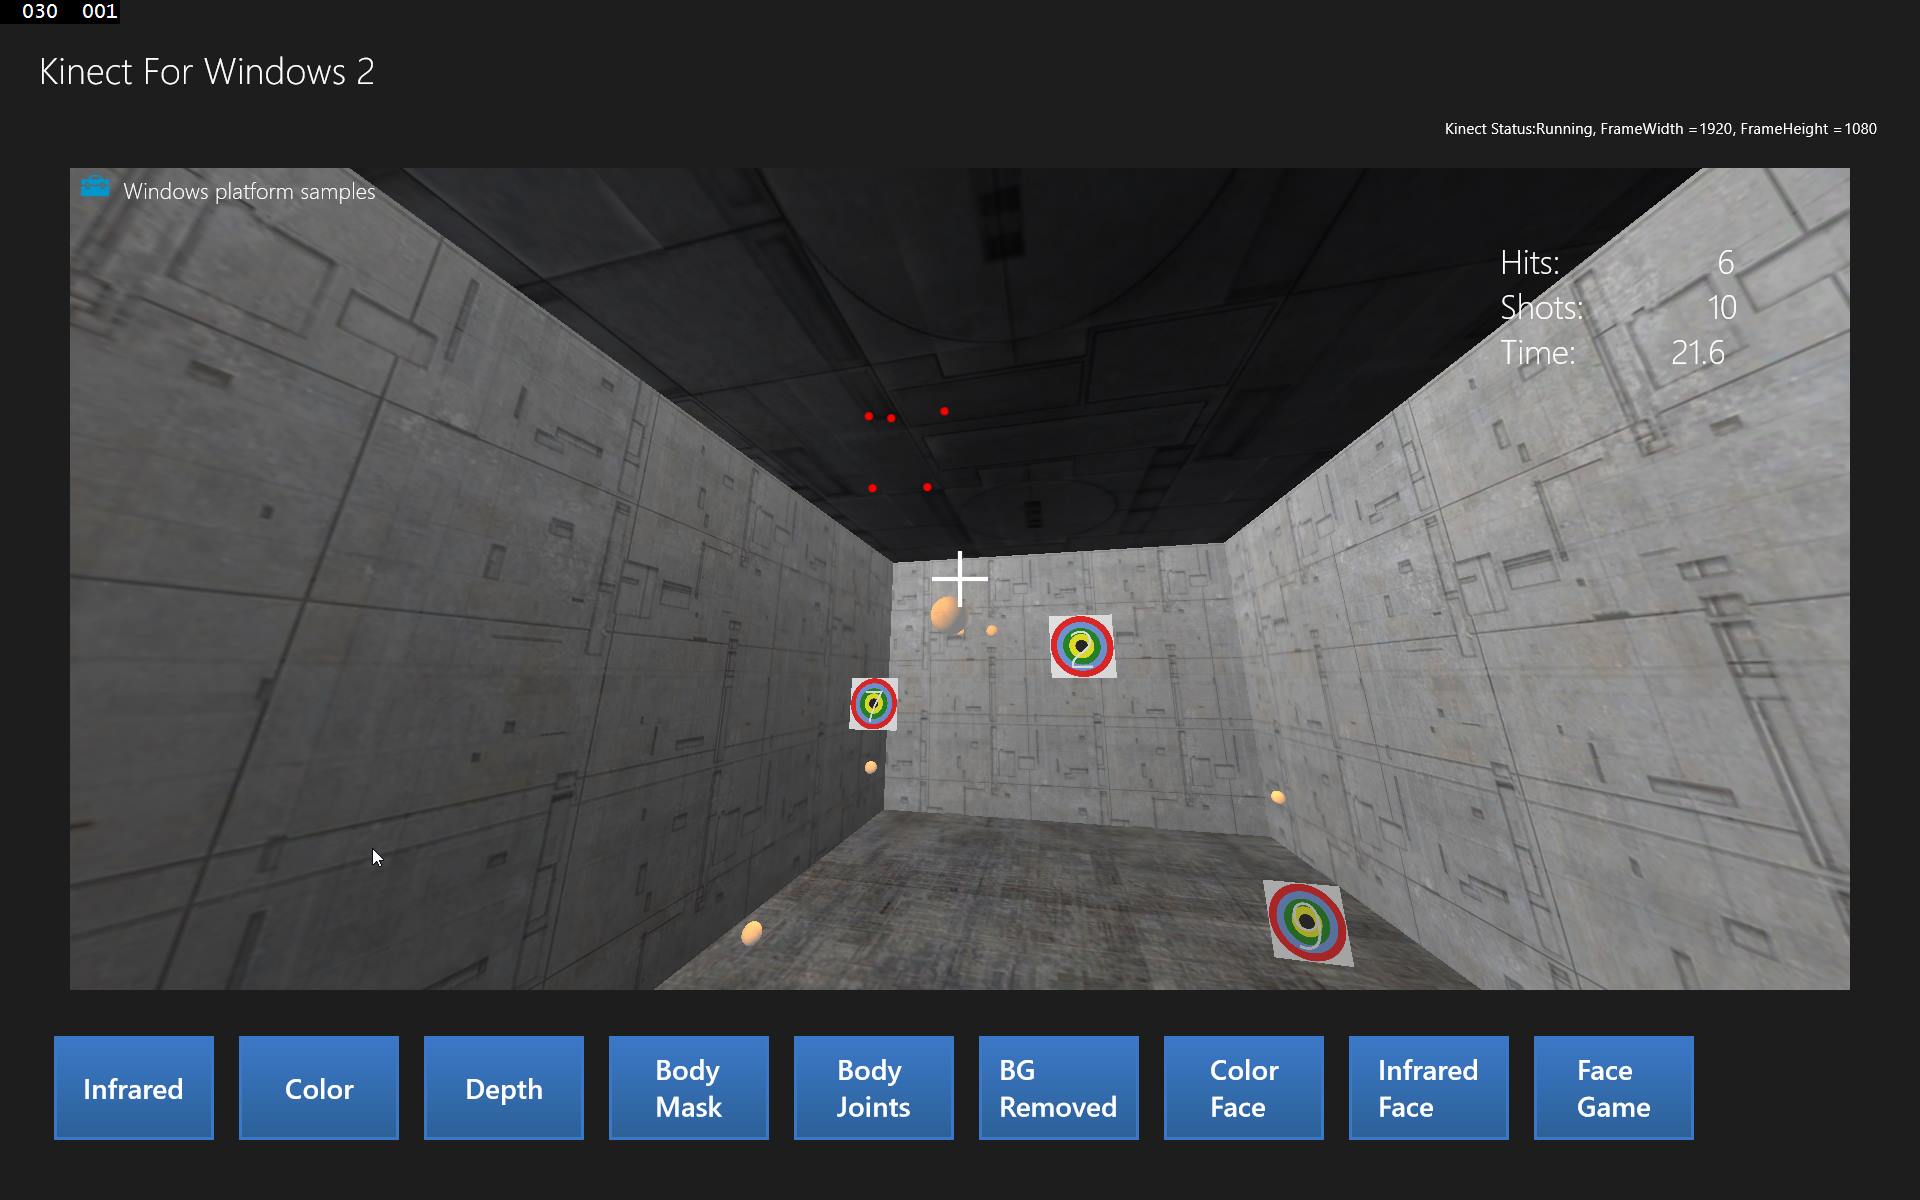 030 001
Kinect For Windows 2
Kinect Status:Running, FrameWidth =1920, FrameHeight =1080
Windows platform samples
Hits: 6
Shots: 10
Time: 21.6
2
7
Infrared
Color
Depth
Body
Mask
Body
Joints
BG
Removed
Color
Face
Infrared
Face
Face
Game